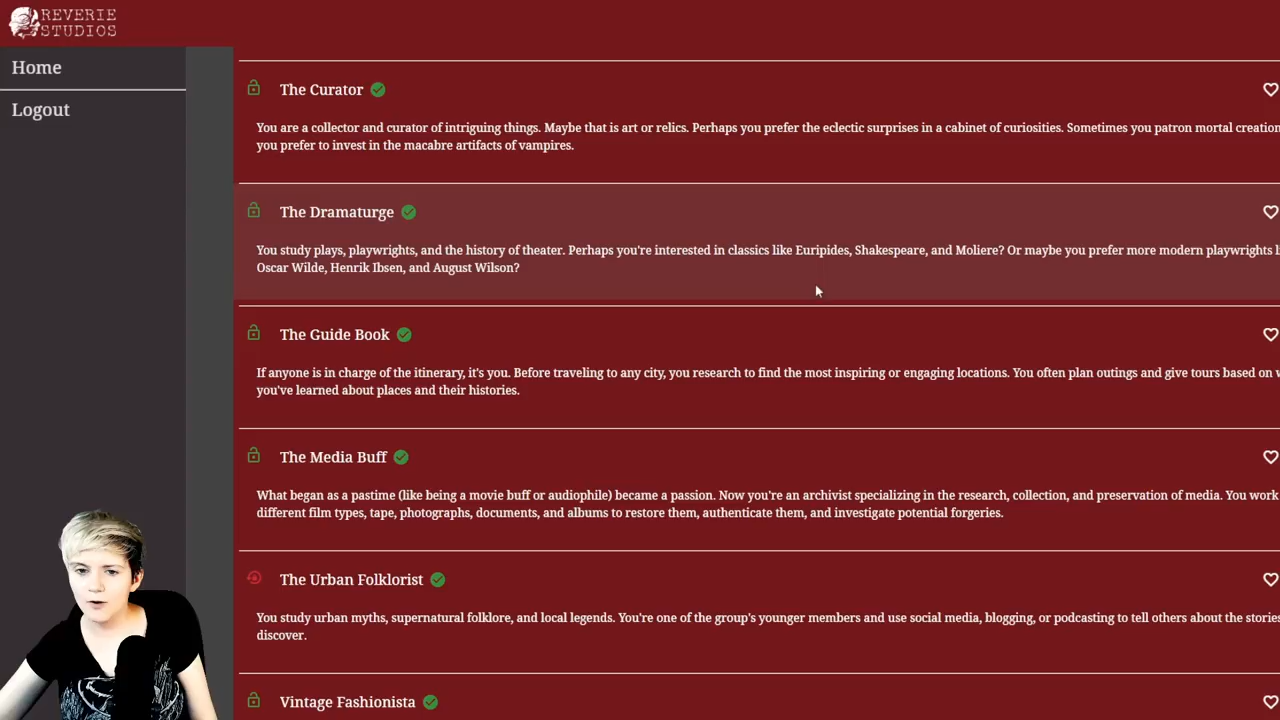 REVERIE
STUDIOS
Home
Logout
The Curator
You are a collector and curator of intriguing things. Maybe that is art or relics. Perhaps you prefer the eclectic surprises in a cabinet of curiosities. Sometimes you patron mortal creation
you prefer to invest in the macabre artifacts of vampires.
The Dramaturge
You study plays, playwrights, and the history of theater. Perhaps you're interested in classics like Euripides, Shakespeare, and Moliere? Or maybe you prefer more modern playwrights
Oscar Wilde, Henrik Ibsen, and August Wilson?
The Guide Book
If anyone is in charge of the itinerary, it's you. Before traveling to any city, you research to find the most inspiring or engaging locations. You often plan outings and give tours based on
you've learned about places and their histories.
The Media Buff
What began as a pastime (like being a movie buff or audiophile) became a passion. Now you're an archivist specializing in the research, collection, and preservation of media. You work
different film types, tape, photographs, documents, and albums to restore them, authenticate them, and investigate potential forgeries.
The Urban Folklorist
You study urban myths, supernatural folklore, and local legends. You're one of the group's younger members and use social media, blogging, or podcasting to tell others about the stories
discover.
Vintage Fashionista